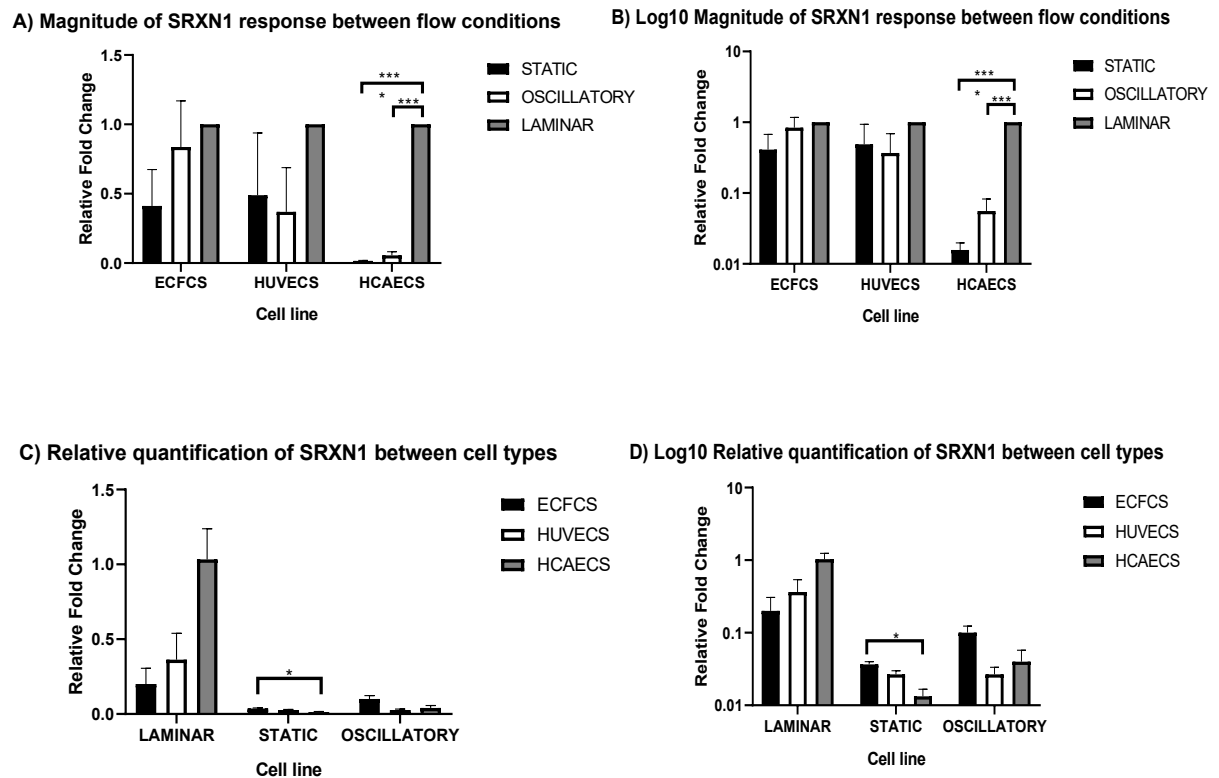 A) Magnitude of SRXN1 response between flow conditions
1.5
1.0
0.5
0.0
Relative Fold Change
***
*
***
STATIC
OSCILLATORY
LAMINAR
ECFCS HUVECS HCAECS
Cell line
B) Log10 Magnitude of SRXN1 response between flow conditions
10
1
0.1
0.01
Relative Fold Change
***
*
***
STATIC
OSCILLATORY
LAMINAR
ECFCS HUVECS HCAECS
Cell line
C) Relative quantification of SRXN1 between cell types
1.5
1.0
0.5
0.0
Relative Fold Change
*
ECFCS
HUVECS
HCAECS
LAMINAR STATIC OSCILLATORY
Cell line
D) Log10 Relative quantification of SRXN1 between cell types
10
1
0.1
0.01
Relative Fold Change
*
ECFCS
HUVECS
HCAECS
LAMINAR STATIC OSCILLATORY
Cell line